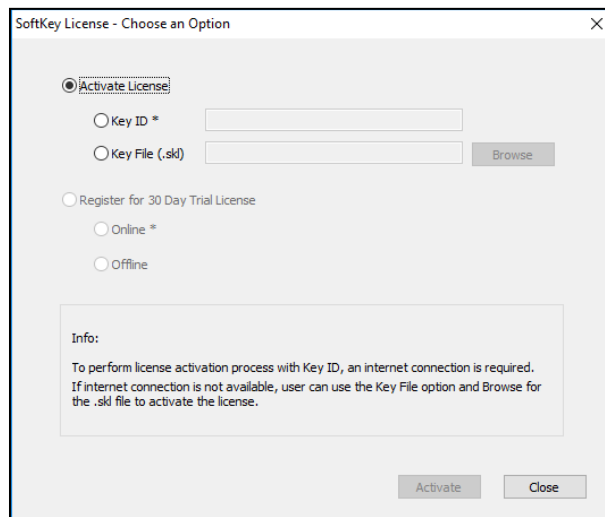 SoftKey License - Choose an Option
Activate License
Key ID *
Key File (.skl)
Browse
Register for 30 Day Trial License
Online *
Offline
Info:
To perform license activation process with Key ID, an internet connection is required.
If internet connection is not available, user can use the Key File option and Browse for
the .skl file to activate the license.
Activate
Close